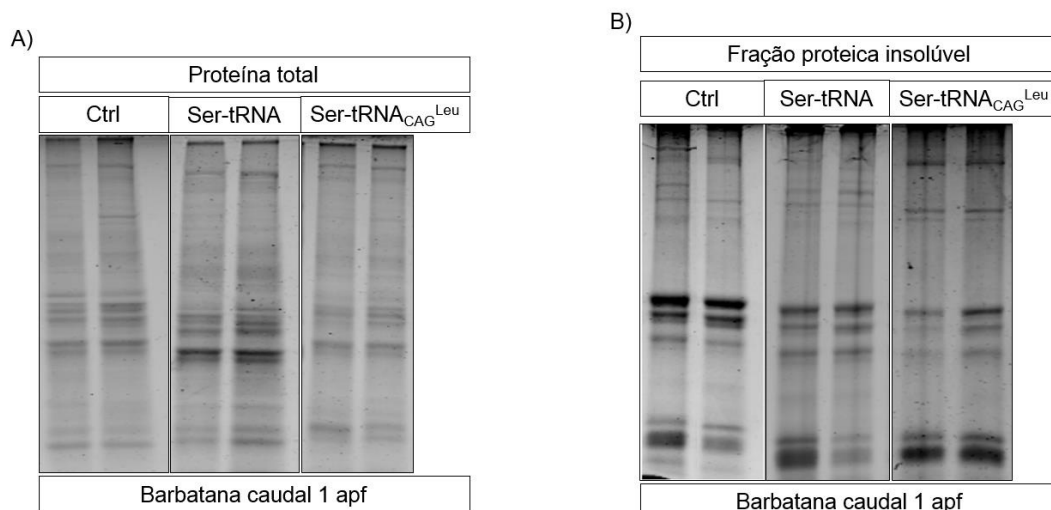 A)
Proteína total
Ctrl Ser-tRNA Ser-tRNACAGLeu
Barbatana caudal 1 apf
B)
Fração proteica insolúvel
Ctrl Ser-tRNA Ser-tRNACAGLeu
Barbatana caudal 1 apf